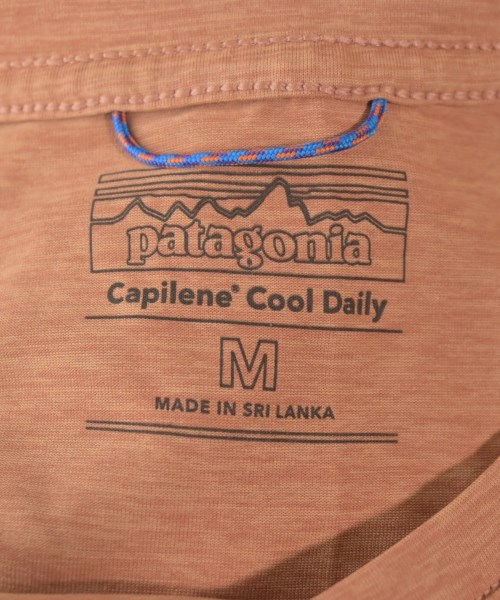 patagonia
Capilene® Cool Daily
M
MADE IN SRI LANKA